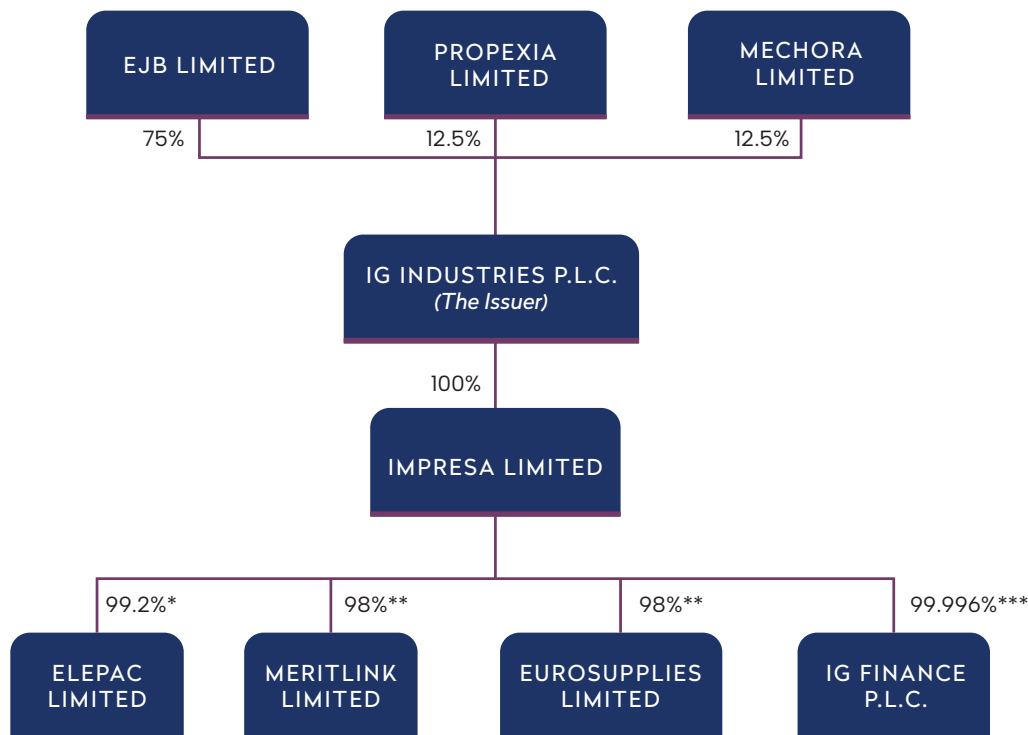 EJB LIMITED
PROPEXIA
LIMITED
MECHORA
LIMITED
75%
12.5%
12.5%
IG INDUSTRIES P.L.C.
(The Issuer)
100%
IMPRESA LIMITED
99.2%*
98%**
98%**
99.996%***
ELEPAC
LIMITED
MERITLINK
LIMITED
EUROSUPPLIES
LIMITED
IG FINANCE
P.L.C.